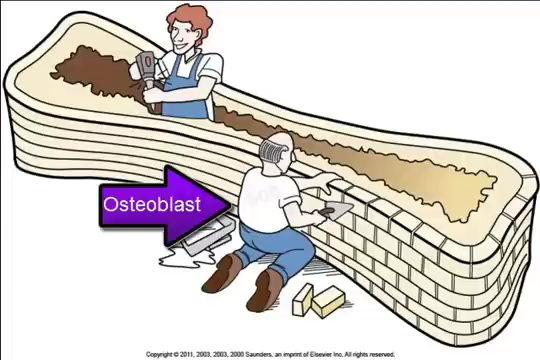 Osteoblast
Copyright © 2011, 2003, 2003, 2000 Saunders, an imprint of Elsevier Inc. All rights reserved.